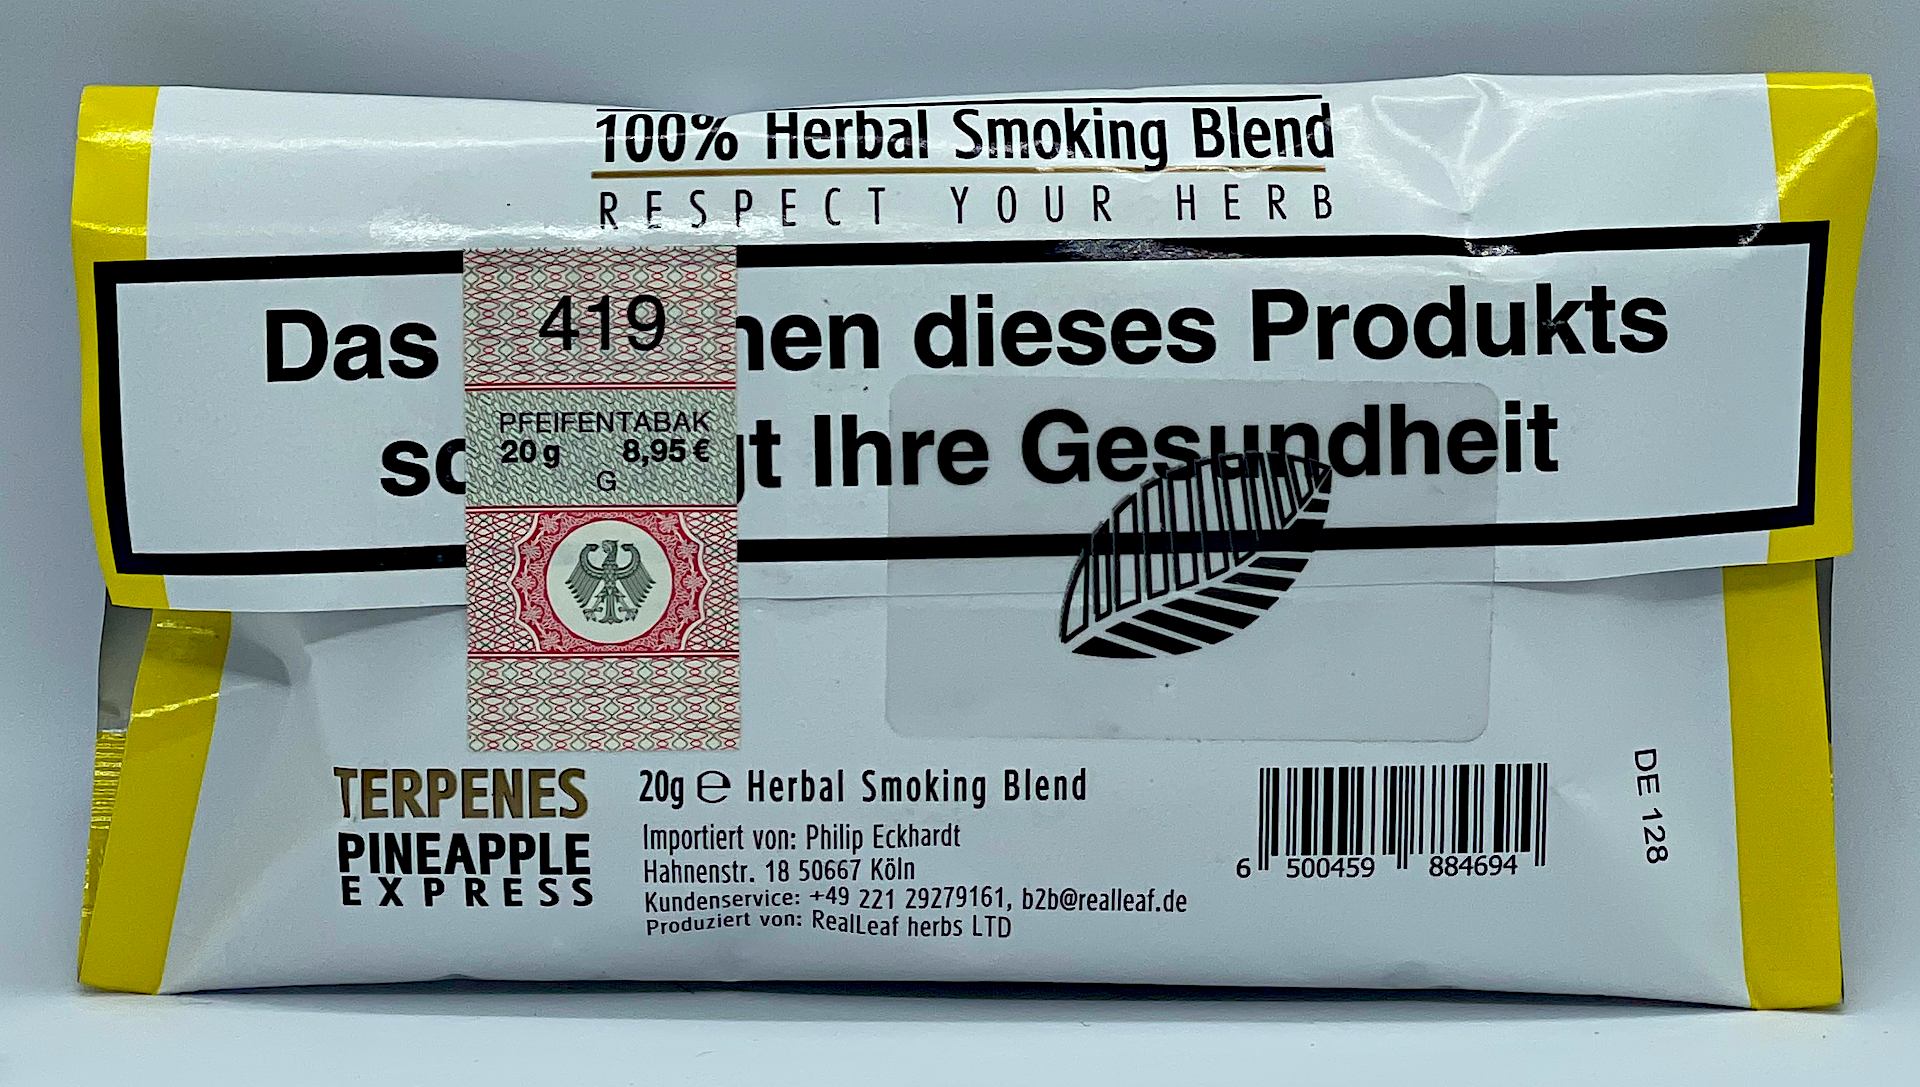 100% Herbal Smoking Blend
RESPECT YOUR HERB
419
Das dieses Produkts
PFEIFENTABAK
20 g 8,95 €
G
Ihre Gesundheit
TERPENES
PINEAPPLE
EXPRESS
20g ℮ Herbal Smoking Blend
Importiert von: Philip Eckhardt
Hahnenstr. 18 50667 Köln
Kundenservice: +49 221 29279161, b2b@realleaf.de
Produziert von: RealLeaf herbs LTD
6 500459 884694
DE 128